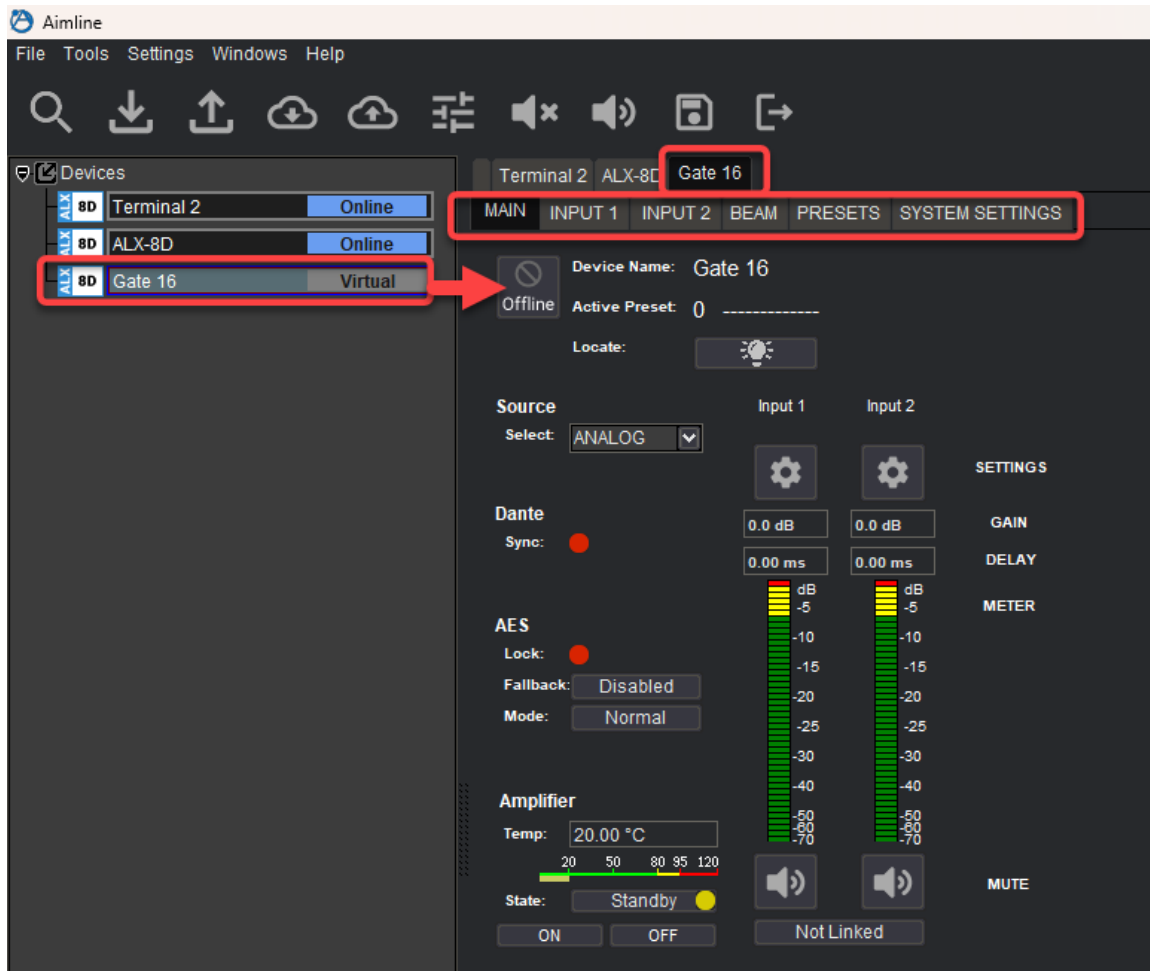 Aimline
File Tools Settings Windows Help
Devices
ALX 8D Terminal 2 Online
ALX 8D ALX-8D Online
ALX 8D Gate 16 Virtual
Terminal 2 ALX-8D Gate 16
MAIN INPUT 1 INPUT 2 BEAM PRESETS SYSTEM SETTINGS
Offline
Device Name: Gate 16
Active Preset: 0 -------------
Locate:
Source Input 1 Input 2
Select: ANALOG
SETTINGS
Dante
Sync:
0.0 dB 0.0 dB GAIN
0.00 ms 0.00 ms DELAY
dB dB
-5 -5 METER
AES
-10 -10
Lock:
-15 -15
Fallback: Disabled
-20 -20
Mode: Normal
-25 -25
-30 -30
-40 -40
Amplifier
-50 -50
-60 -60
-70 -70
Temp: 20.00 °C
20 50 80 95 120
State: Standby
MUTE
ON OFF Not Linked